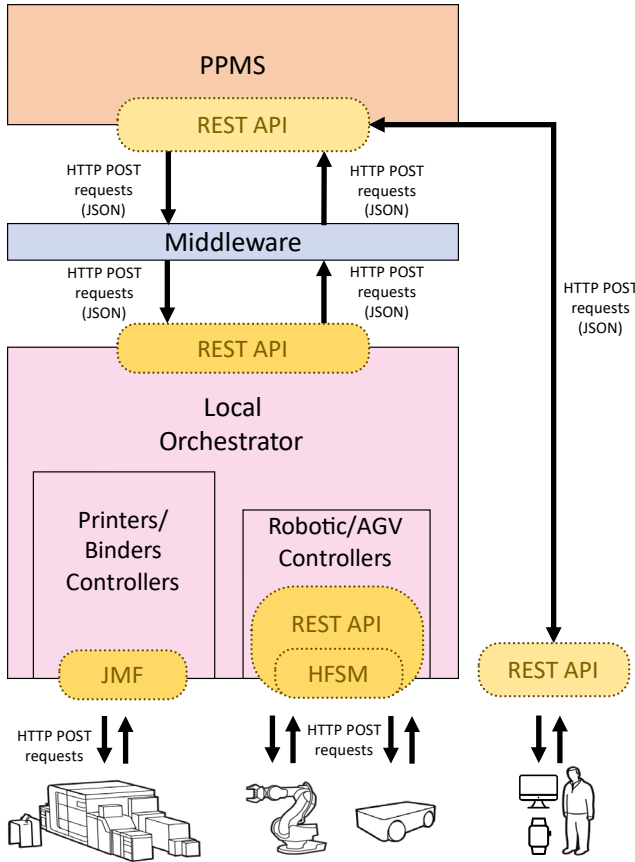 PPMS
REST API
HTTP POST
requests
(JSON)
HTTP POST
requests
(JSON)
Middleware
HTTP POST
requests
(JSON)
HTTP POST
requests
(JSON)
HTTP POST
requests
(JSON)
REST API
Local
Orchestrator
Printers/
Binders
Controllers
Robotic/AGV
Controllers
REST API
JMF
HFSM
REST API
HTTP POST
requests
HTTP POST
requests